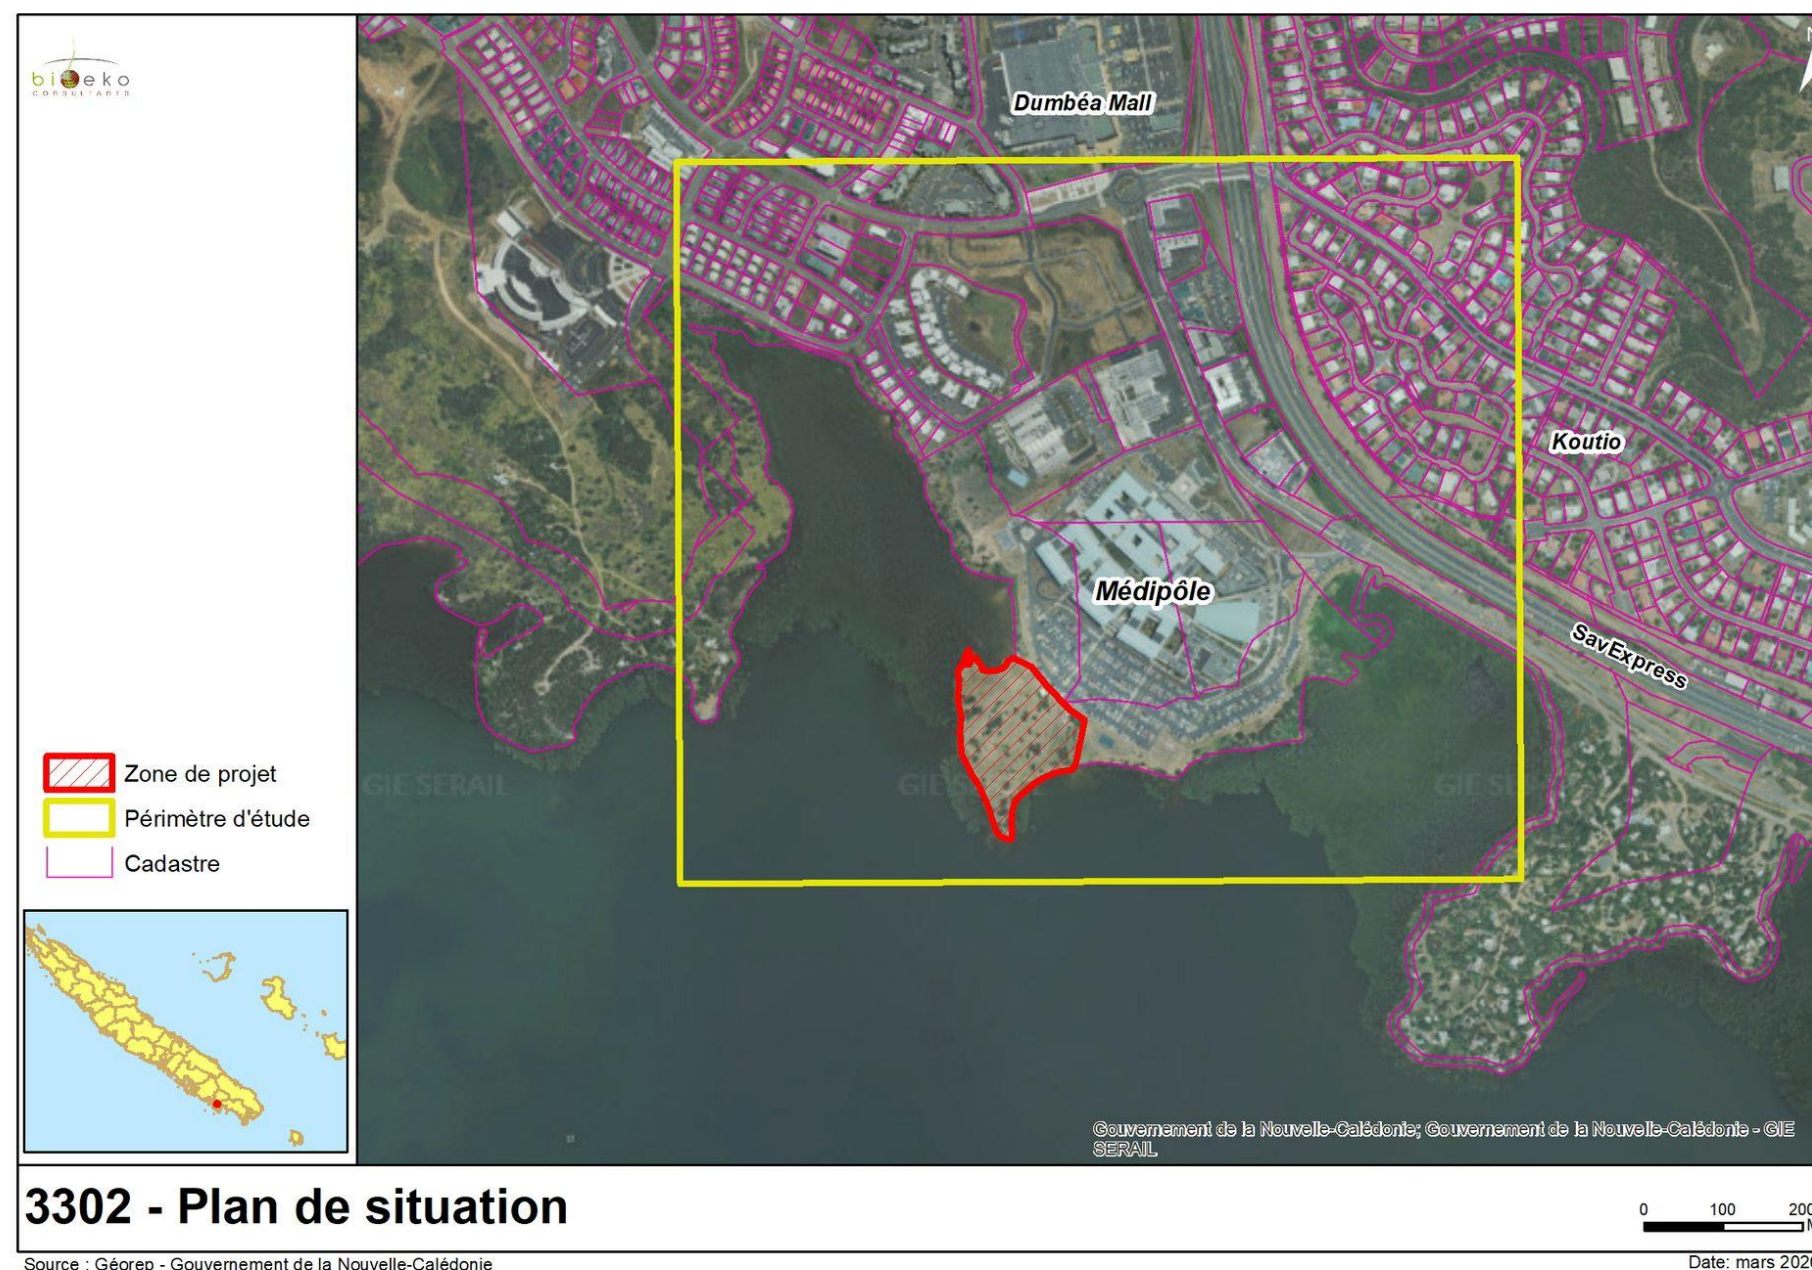 bioeko
CONSULTANTS
Dumbéa Mall
Koutio
Médipôle
SavExpress
Zone de projet
Périmètre d'étude
Cadastre
GIE SERAIL
Gouvernement de la Nouvelle-Calédonie; Gouvernement de la Nouvelle-Calédonie - GIE
SERAIL
3302 - Plan de situation
0 100 200
Source : Géorep - Gouvernement de la Nouvelle-Calédonie
Date: mars